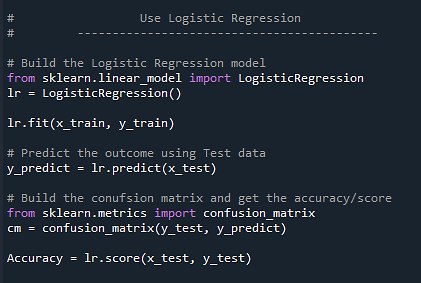 # Use Logistic Regression
# -------------------------------------------
# Build the Logistic Regression model
from sklearn.linear_model import LogisticRegression
lr = LogisticRegression()
lr.fit(x_train, y_train)
# Predict the outcome using Test data
y_predict = lr.predict(x_test)
# Build the conufsion matrix and get the accuracy/score
from sklearn.metrics import confusion_matrix
cm = confusion_matrix(y_test, y_predict)
Accuracy = lr.score(x_test, y_test)